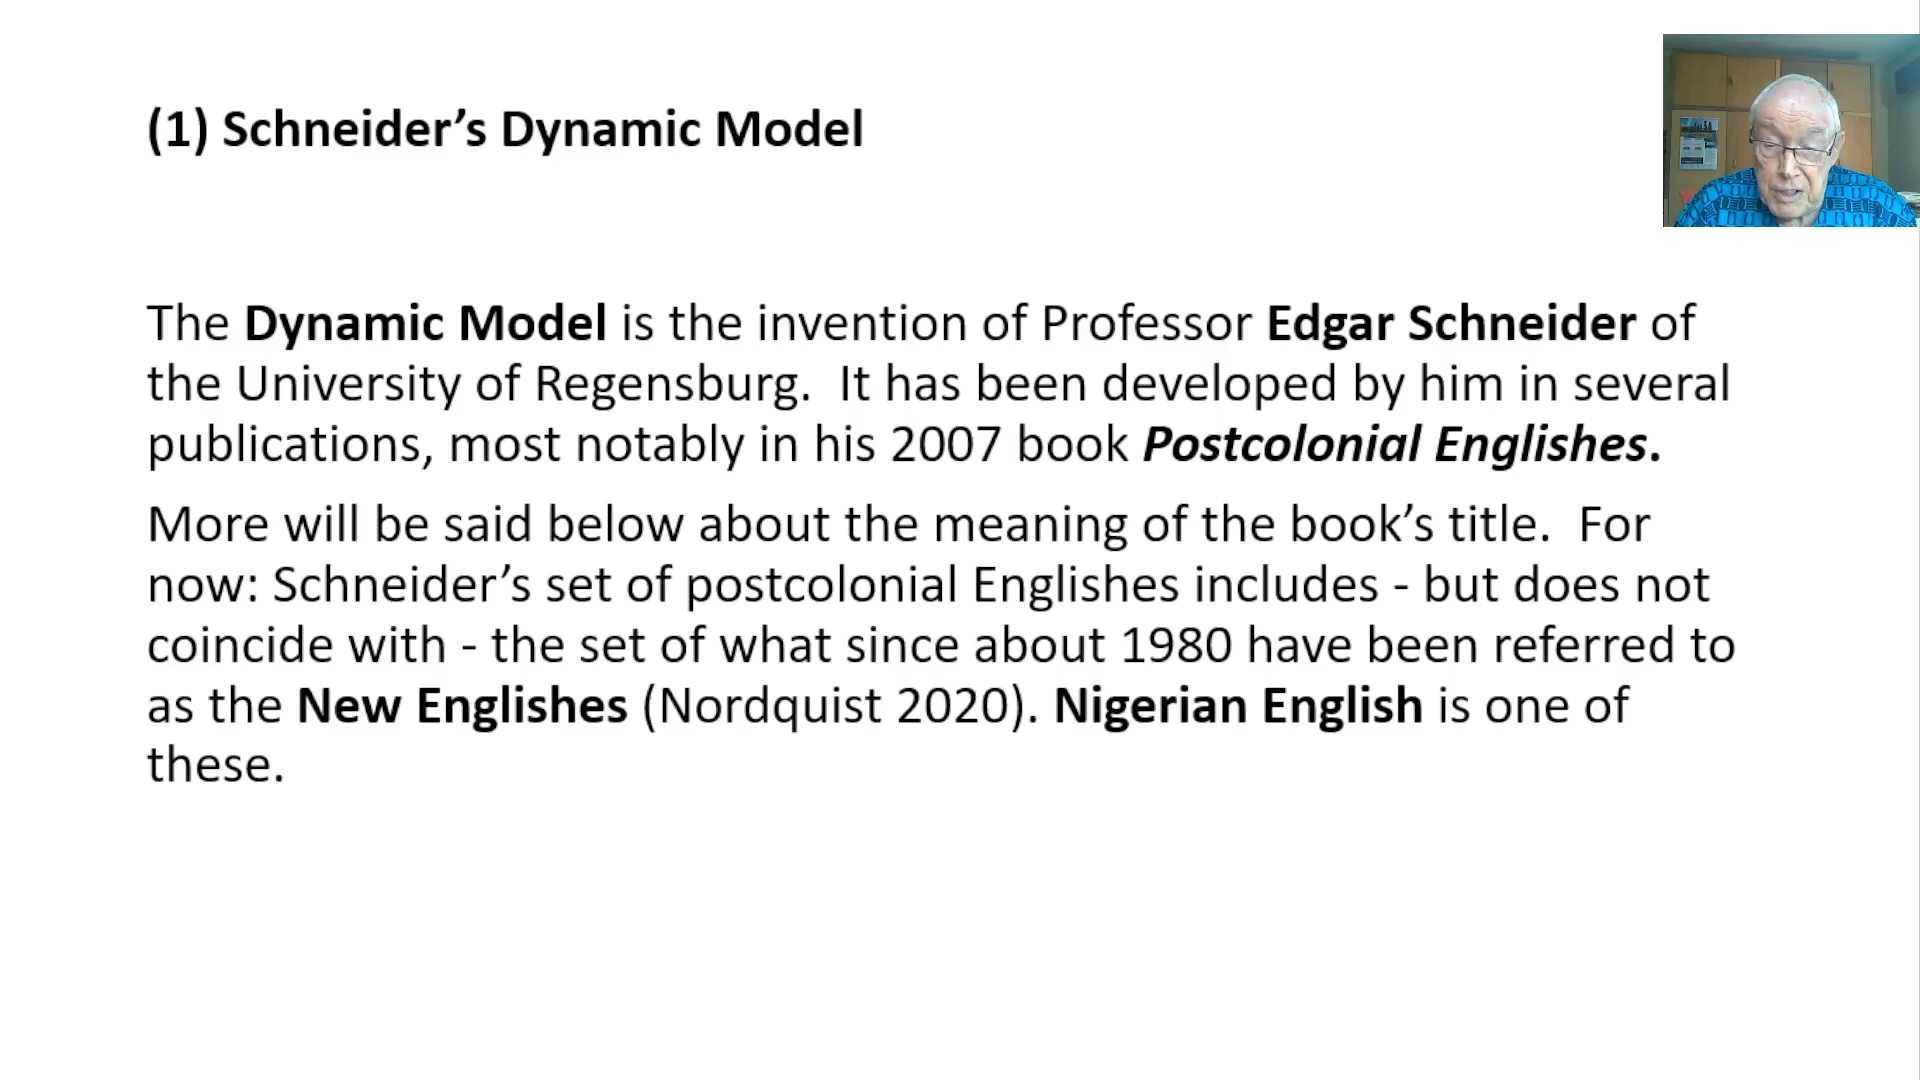 (1) Schneider’s Dynamic Model
The Dynamic Model is the invention of Professor Edgar Schneider of
the University of Regensburg.  It has been developed by him in several
publications, most notably in his 2007 book Postcolonial Englishes.
More will be said below about the meaning of the book’s title.  For
now: Schneider’s set of postcolonial Englishes includes - but does not
coincide with - the set of what since about 1980 have been referred to
as the New Englishes (Nordquist 2020). Nigerian English is one of
these.